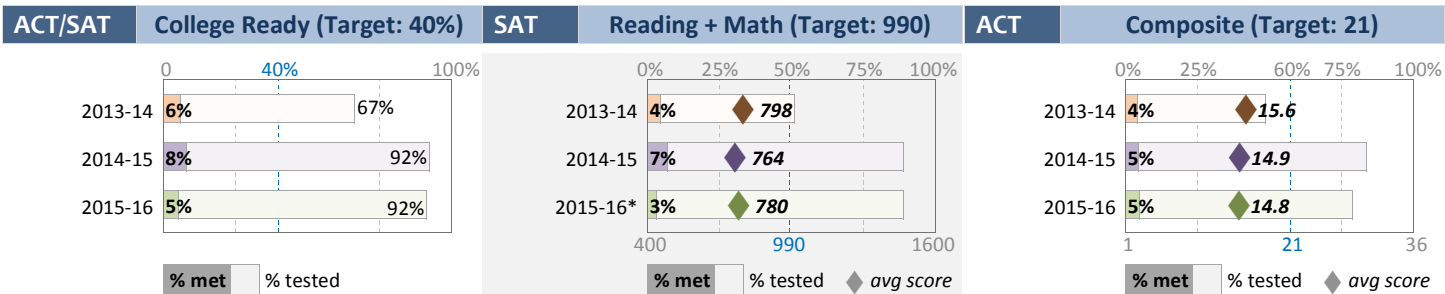 ACT/SAT College Ready (Target: 40%)
0 40% 100%
2013-14 6% 67%
2014-15 8% 92%
2015-16 5% 92%
% met % tested
SAT Reading + Math (Target: 990)
0% 25% 50% 75% 100%
2013-14 4% 798
2014-15 7% 764
2015-16* 3% 780
400 990 1600
% met % tested avg score
ACT Composite (Target: 21)
0% 25% 60% 75% 100%
2013-14 4% 15.6
2014-15 5% 14.9
2015-16 5% 14.8
1 21 36
% met % tested avg score